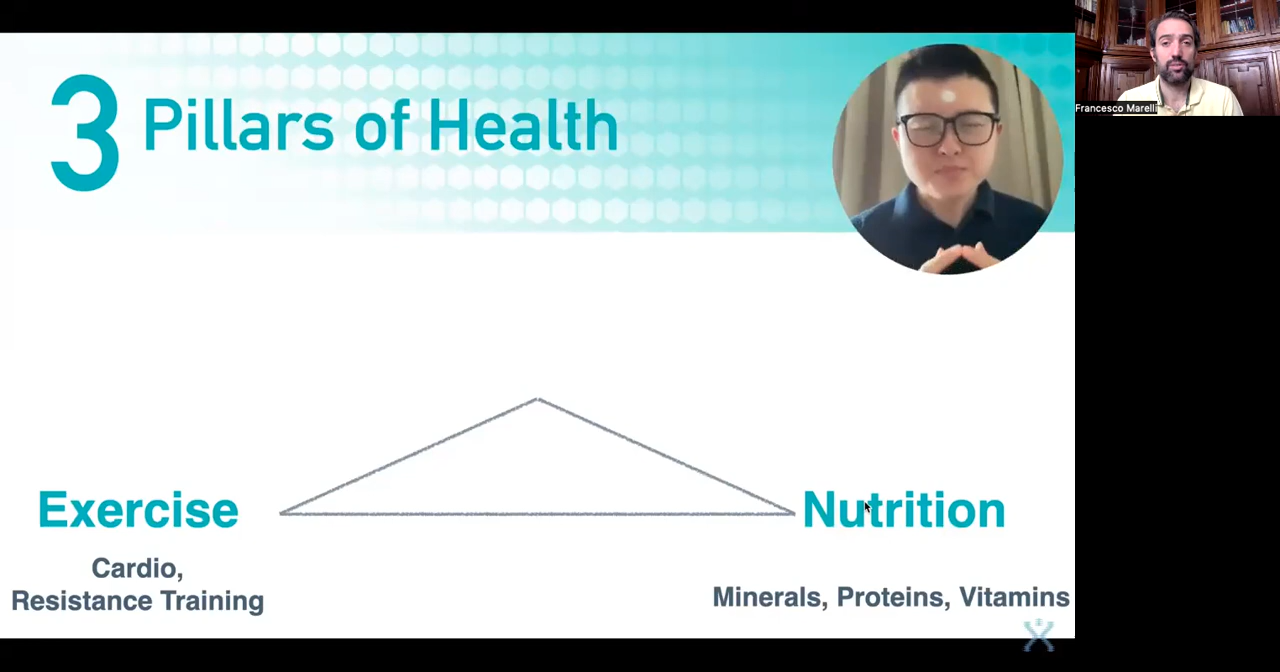 3 Pillars of Health
Francesco Marelli
Exercise
Nutrition
Cardio,
Resistance Training
Minerals, Proteins, Vitamins